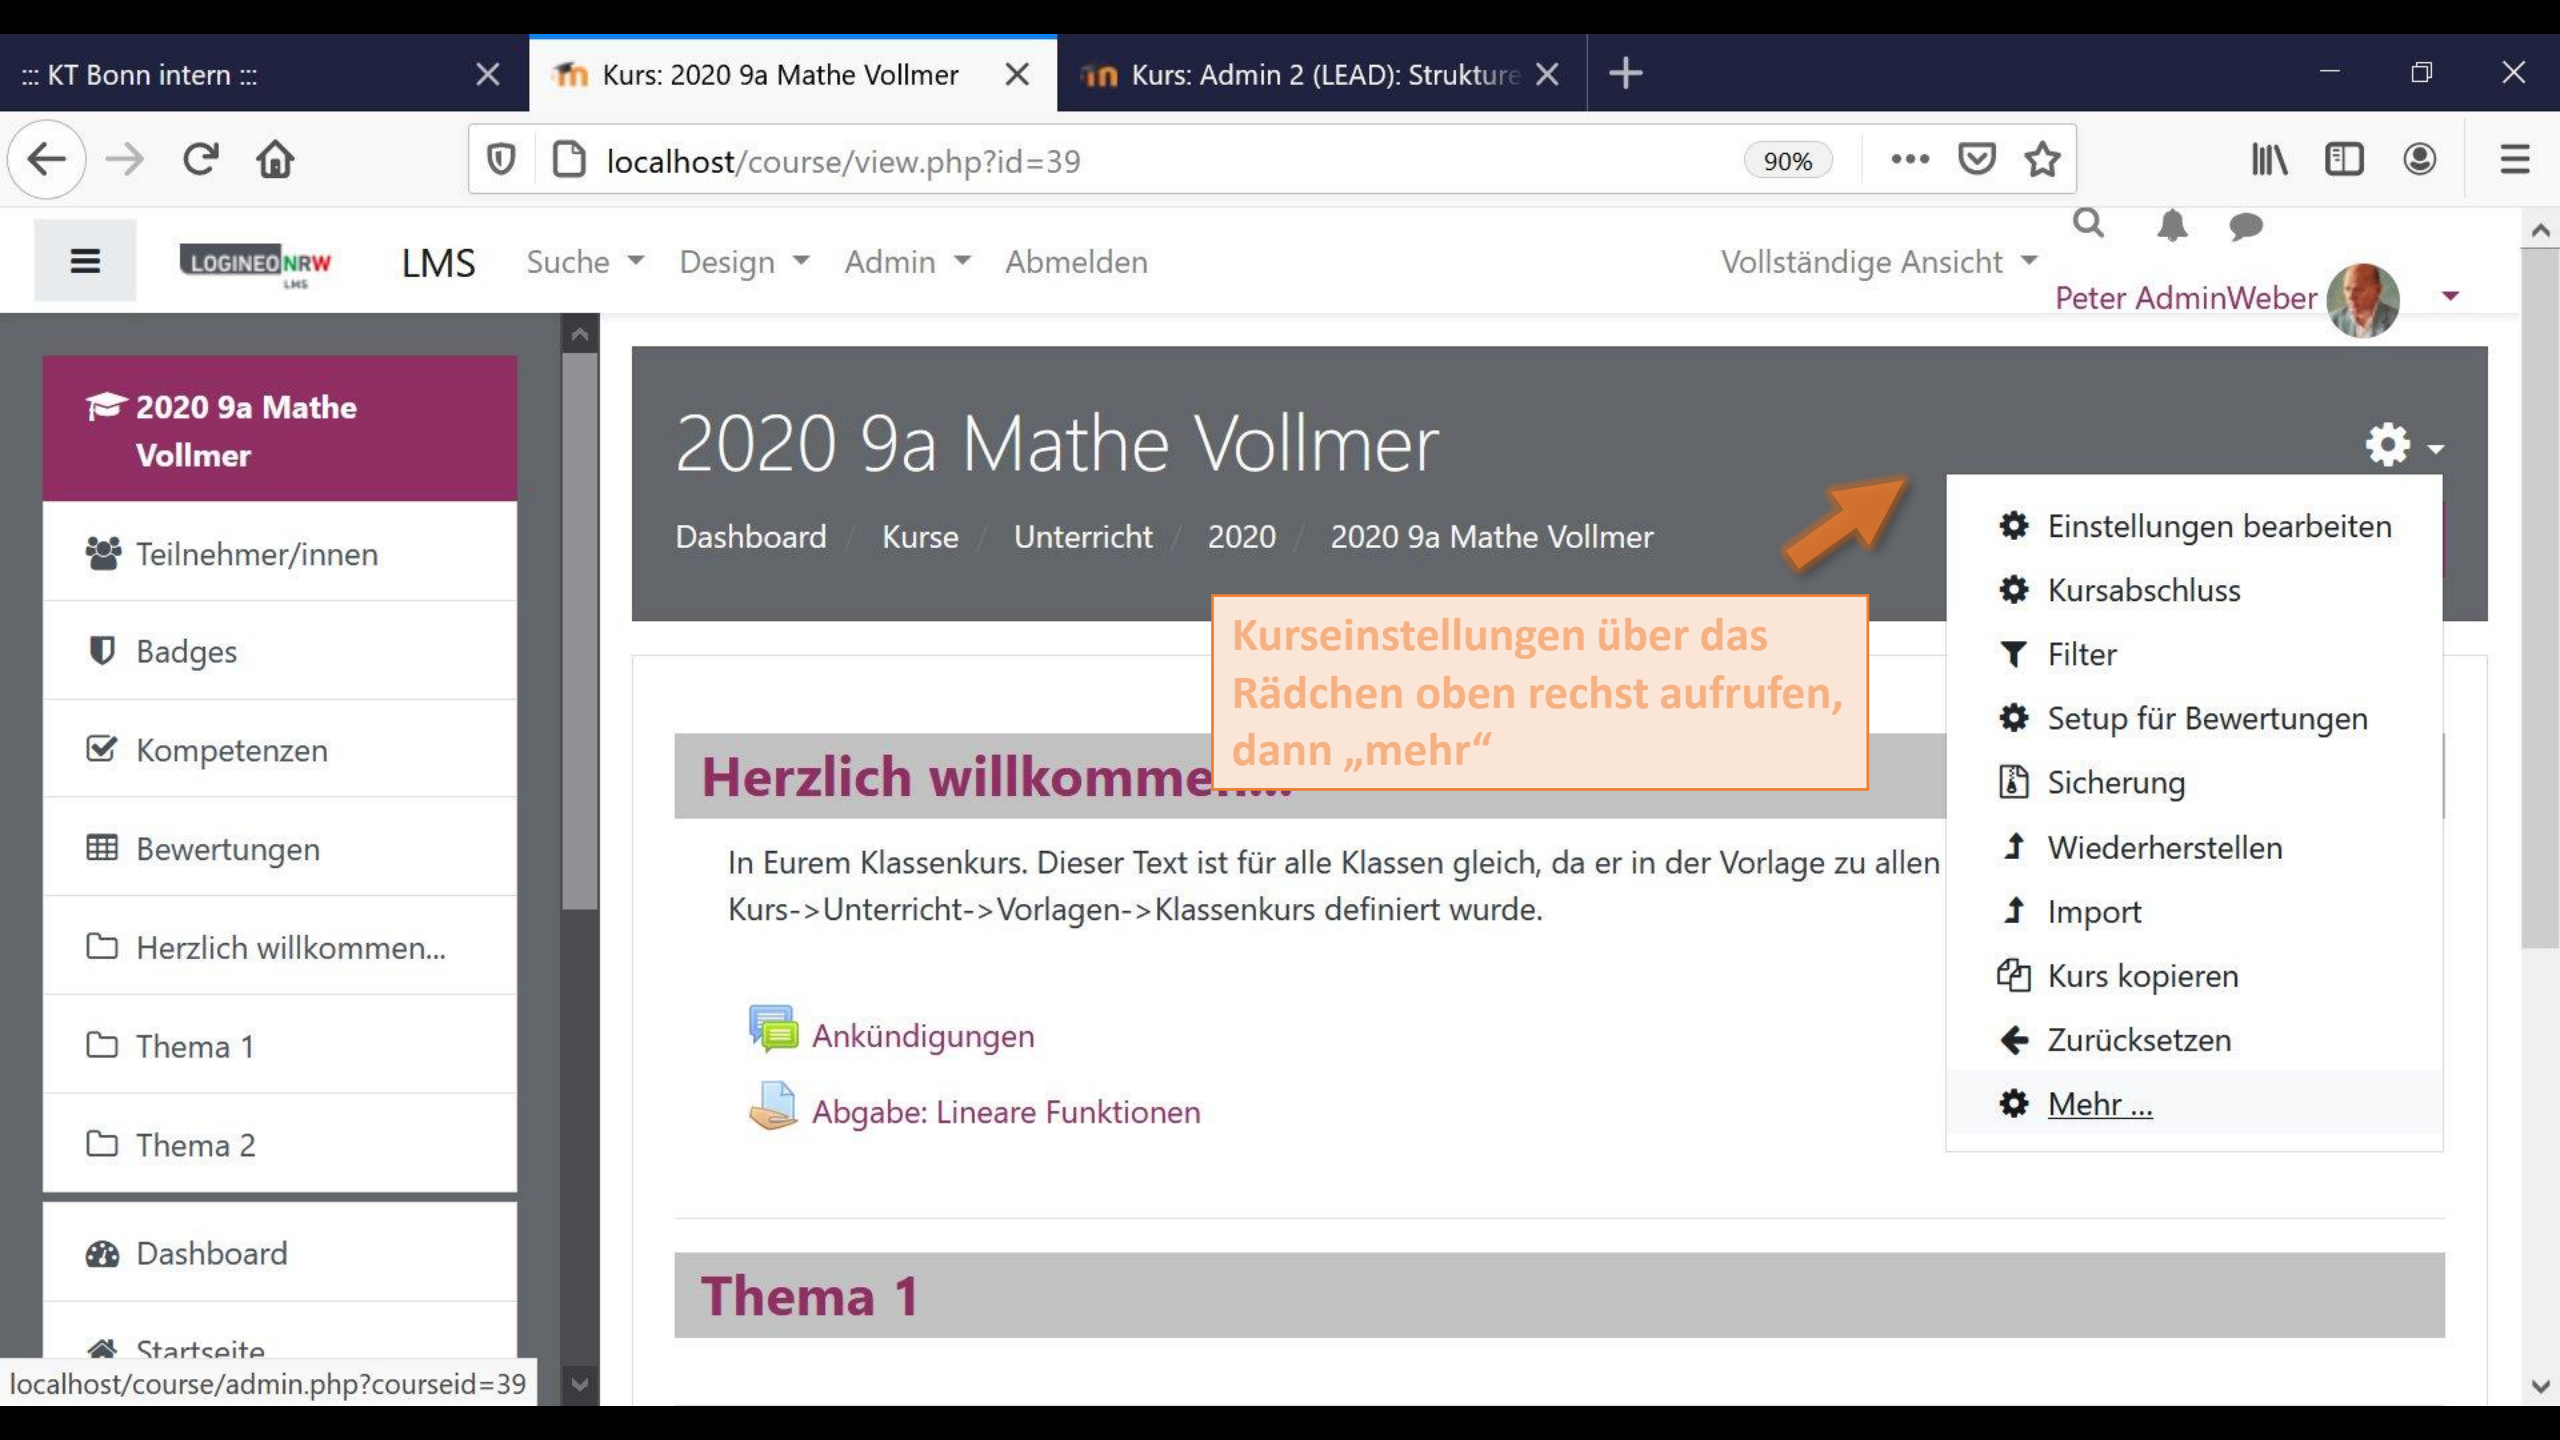 ::: KT Bonn intern :::
Kurs: 2020 9a Mathe Vollmer
Kurs: Admin 2 (LEAD): Strukture
localhost/course/view.php?id=39
90%
LOGINEO NRW
LMS
LMS
Suche
Design
Admin
Abmelden
Vollständige Ansicht
Peter AdminWeber
2020 9a Mathe
Vollmer
Teilnehmer/innen
Badges
Kompetenzen
Bewertungen
Herzlich willkommen...
Thema 1
Thema 2
Dashboard
Startseite
localhost/course/admin.php?courseid=39
2020 9a Mathe Vollmer
Dashboard / Kurse / Unterricht / 2020 / 2020 9a Mathe Vollmer
Kurseinstellungen über das
Rädchen oben rechst aufrufen,
dann „mehr“
Herzlich willkommen...
In Eurem Klassenkurs. Dieser Text ist für alle Klassen gleich, da er in der Vorlage zu allen
Kurs->Unterricht->Vorlagen->Klassenkurs definiert wurde.
Ankündigungen
Abgabe: Lineare Funktionen
Thema 1
Einstellungen bearbeiten
Kursabschluss
Filter
Setup für Bewertungen
Sicherung
Wiederherstellen
Import
Kurs kopieren
Zurücksetzen
Mehr ...